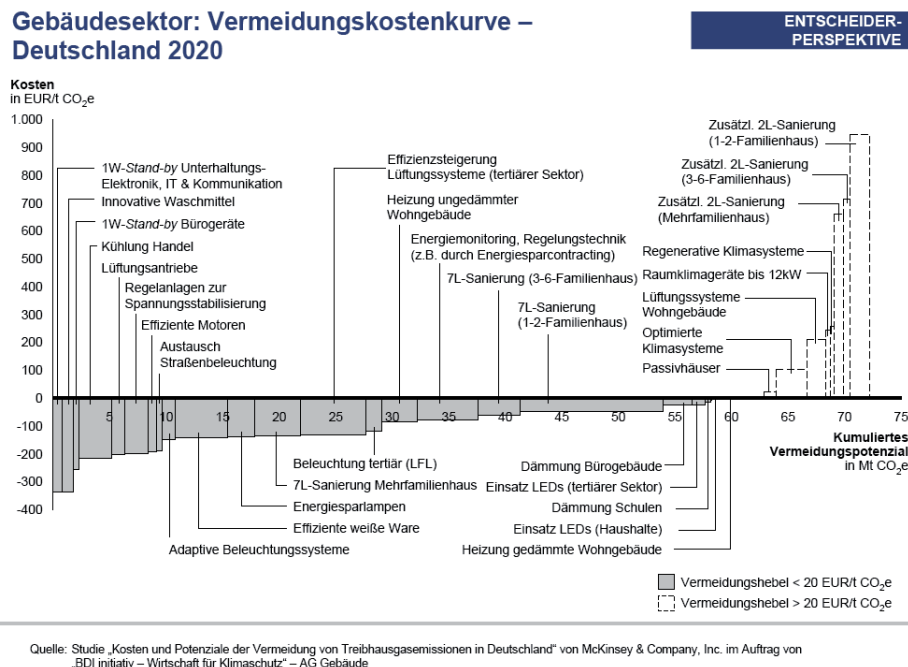 Gebäudesektor: Vermeidungskostenkurve –
Deutschland 2020
ENTSCHEIDER-
PERSPEKTIVE
Kosten
in EUR/t CO₂e
1.000
900
800
700
600
500
400
300
200
100
0
-100
-200
-300
-400
1W-Stand-by Unterhaltungs-
Elektronik, IT & Kommunikation
Innovative Waschmittel
1W-Stand-by Bürogeräte
Kühlung Handel
Lüftungsantriebe
Regelanlagen zur
Spannungsstabilisierung
Effiziente Motoren
Austausch
Straßenbeleuchtung
Effizienzsteigerung
Lüftungssysteme (tertiärer Sektor)
Heizung ungedämmter
Wohngebäude
Energiemonitoring, Regelungstechnik
(z.B. durch Energiesparcontracting)
7L-Sanierung (3-6-Familienhaus)
7L-Sanierung
(1-2-Familienhaus)
Zusätzl. 2L-Sanierung
(1-2-Familienhaus)
Zusätzl. 2L-Sanierung
(3-6-Familienhaus)
Zusätzl. 2L-Sanierung
(Mehrfamilienhaus)
Regenerative Klimasysteme
Raumklimageräte bis 12kW
Lüftungssysteme
Wohngebäude
Optimierte
Klimasysteme
Passivhäuser
5 10 15 20 25 30 35 40 45 50 55 60 65 70 75
Kumuliertes
Vermeidungspotenzial
in Mt CO₂e
Beleuchtung tertiär (LFL)
7L-Sanierung Mehrfamilienhaus
Energiesparlampen
Effiziente weiße Ware
Adaptive Beleuchtungssysteme
Dämmung Bürogebäude
Einsatz LEDs (tertiärer Sektor)
Dämmung Schulen
Einsatz LEDs (Haushalte)
Heizung gedämmte Wohngebäude
Vermeidungshebel < 20 EUR/t CO₂e
Vermeidungshebel > 20 EUR/t CO₂e
Quelle: Studie „Kosten und Potenziale der Vermeidung von Treibhausgasemissionen in Deutschland" von McKinsey & Company, Inc. im Auftrag von
„BDI initiativ – Wirtschaft für Klimaschutz" – AG Gebäude